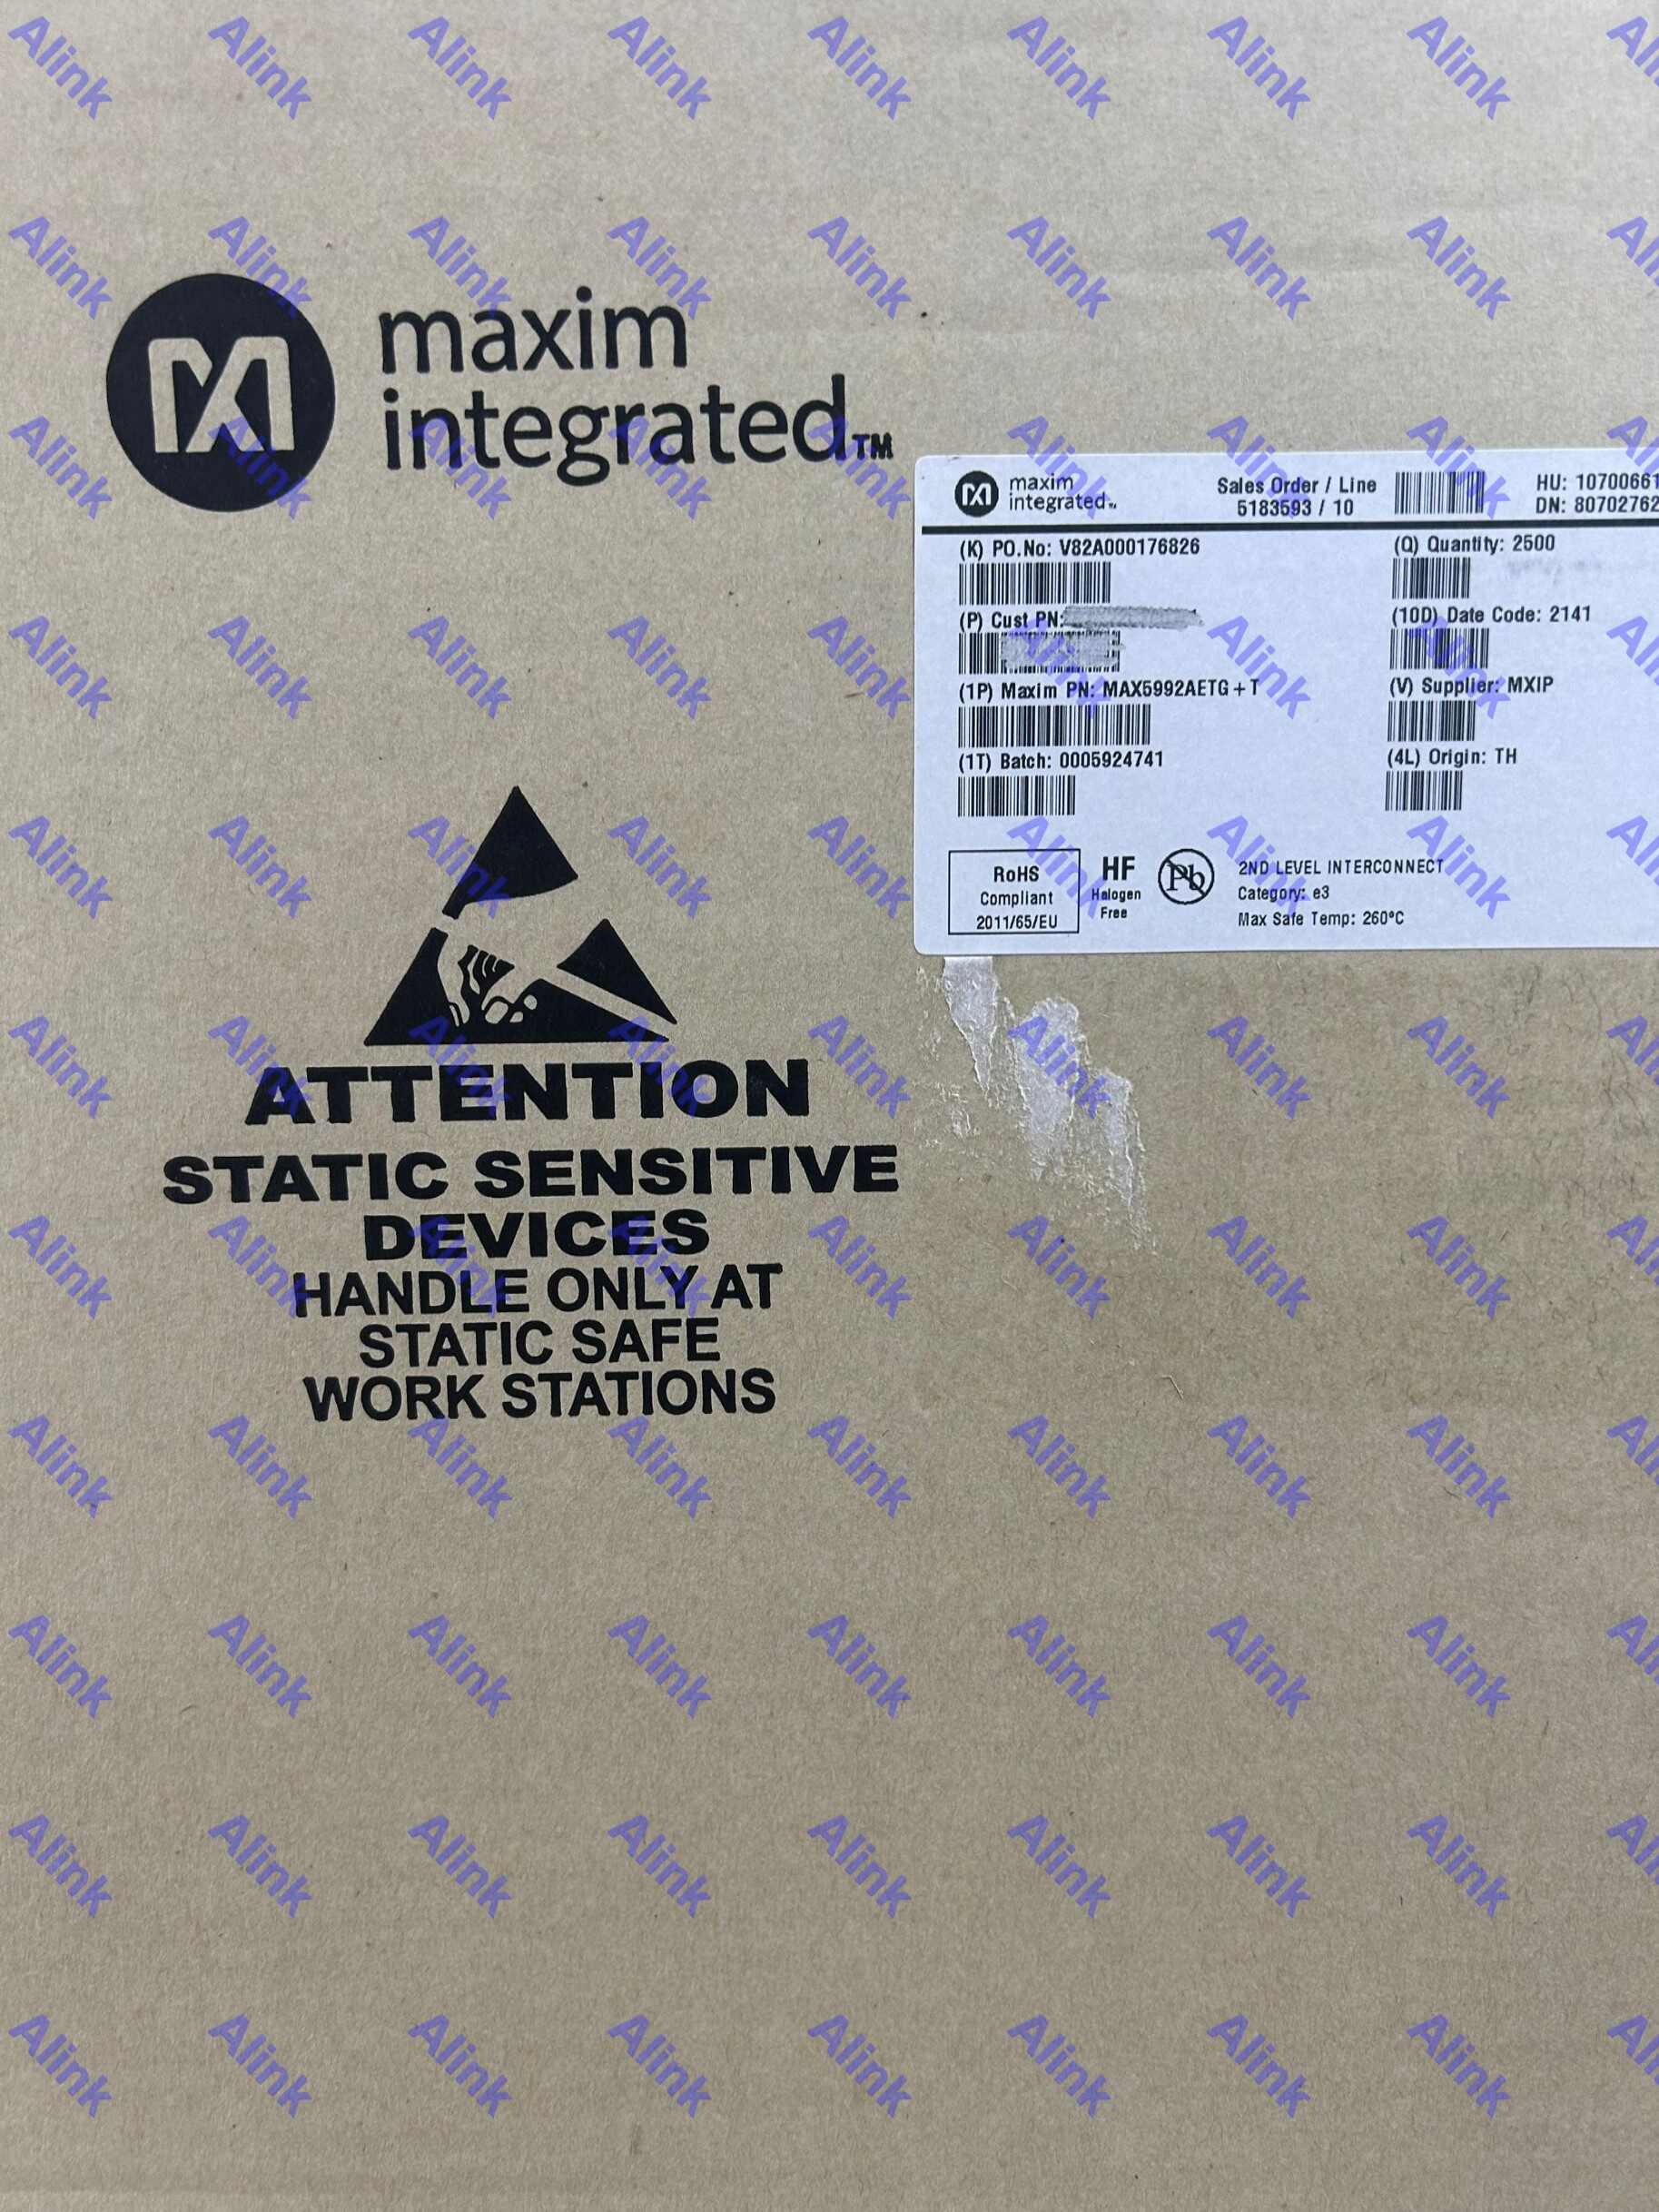 maxim
integrated™
maxim
integrated™
Sales Order / Line
5183593 / 10
HU: 10700661
DN: 80702762
(K) PO.No: V82A000176826
(Q) Quantity: 2500
(P) Cust PN:
(10D) Date Code: 2141
(1P) Maxim PN: MAX5992AETG+T
(V) Supplier: MXIP
(1T) Batch: 0005924741
(4L) Origin: TH
RoHS
Compliant
2011/65/EU
HF
Halogen
Free
Pb
2ND LEVEL INTERCONNECT
Category: e3
Max Safe Temp: 260°C
ATTENTION
STATIC SENSITIVE
DEVICES
HANDLE ONLY AT
STATIC SAFE
WORK STATIONS
Alink